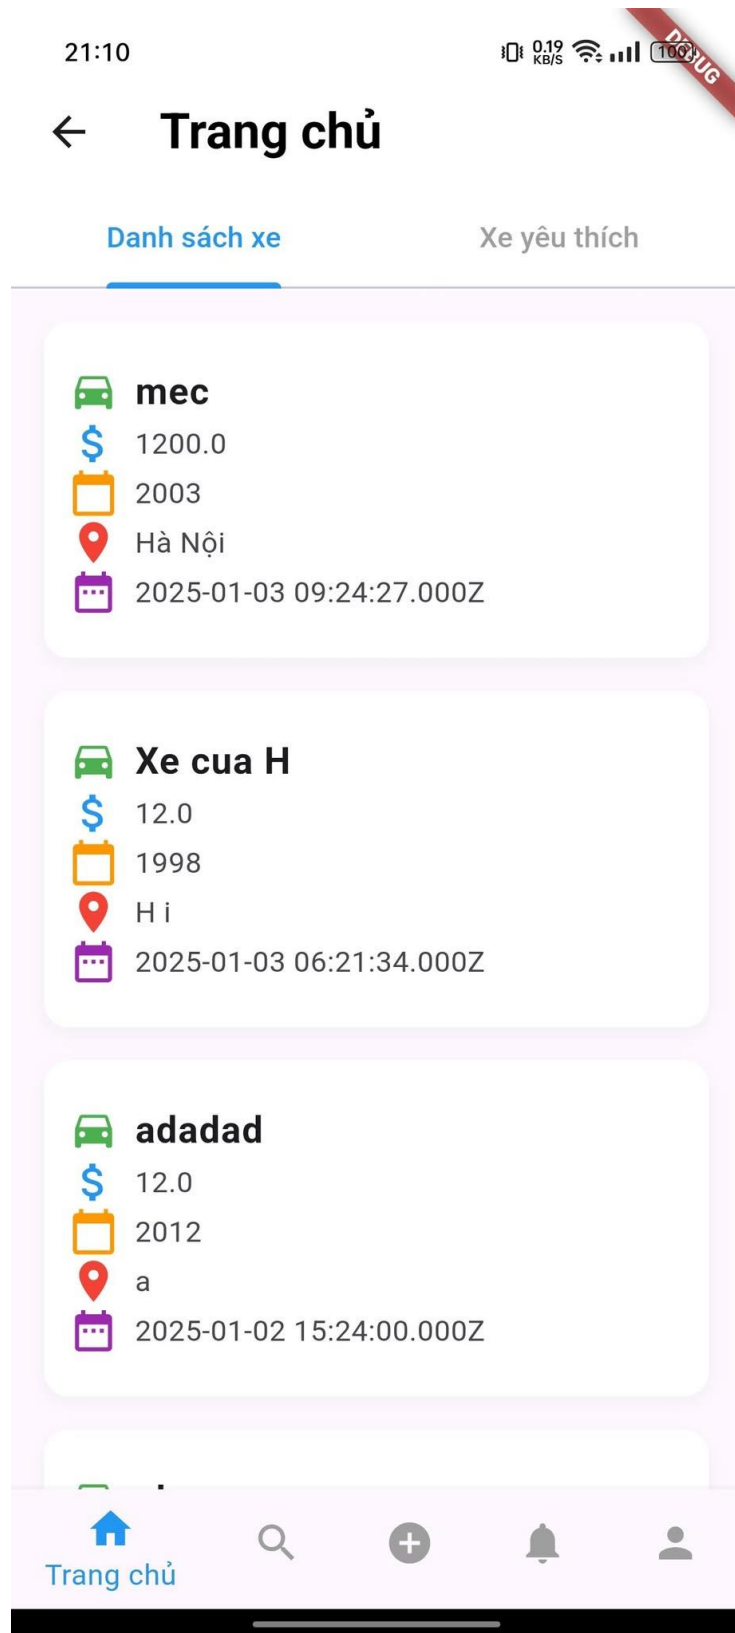 21:10
0.19
KB/S
100
DEBUG
Trang chủ
Danh sách xe
Xe yêu thích
mec
1200.0
2003
Hà Nội
2025-01-03 09:24:27.000Z
Xe cua H
12.0
1998
H i
2025-01-03 06:21:34.000Z
adadad
12.0
2012
a
2025-01-02 15:24:00.000Z
Trang chủ